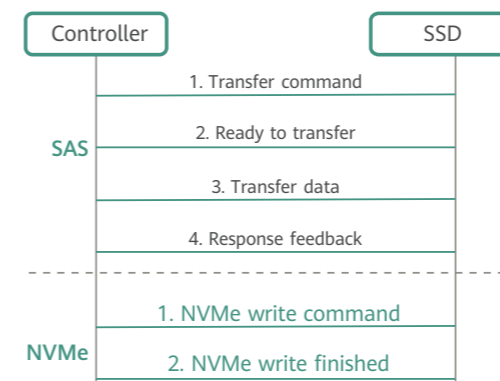 Controller
SSD
1. Transfer command
2. Ready to transfer
SAS
3. Transfer data
4. Response feedback
1. NVMe write command
NVMe
2. NVMe write finished